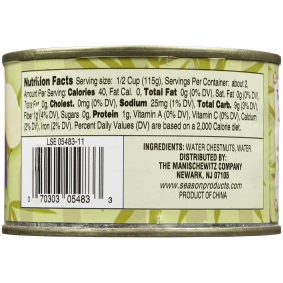 Nutrition Facts Serving size: 1/2 Cup (115g), Servings Per Container: about 2,
Amount Per Serving: Calories 40, Fat Cal. 0, Total Fat 0g (0% DV), Sat. Fat 0g (0% DV),
Trans Fat 0g, Cholest. 0mg (0% DV), Sodium 25mg (1% DV), Total Carb. 9g (3% DV),
Fiber 1g (4% DV), Sugars 0g, Protein 1g, Vitamin A (0% DV), Vitamin C (0% DV), Calcium
(2% DV), Iron (2% DV), Percent Daily Values (DV) are based on a 2,000 Calorie diet.
LSE 05483-11
0 70303 05483 3
INGREDIENTS: WATER CHESTNUTS, WATER.
DISTRIBUTED BY:
THE MANISCHEWITZ COMPANY
NEWARK, NJ 07105
www.seasonproducts.com
PRODUCT OF CHINA